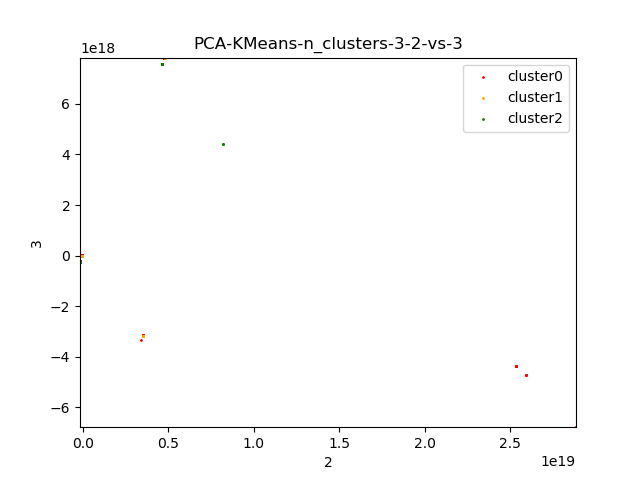 PCA-KMeans-n_clusters-3-2-vs-3
1e18
cluster0
cluster1
cluster2
6
4
2
0
−2
−4
−6
3
0.0 0.5 1.0 1.5 2.0 2.5
2
1e19